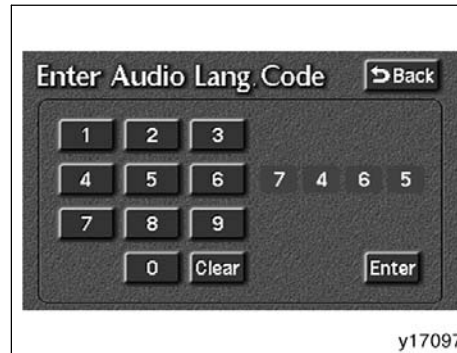 Enter Audio Lang. Code Back
1 2 3
4 5 6 7 4 6 5
7 8 9
0 Clear Enter
y17097